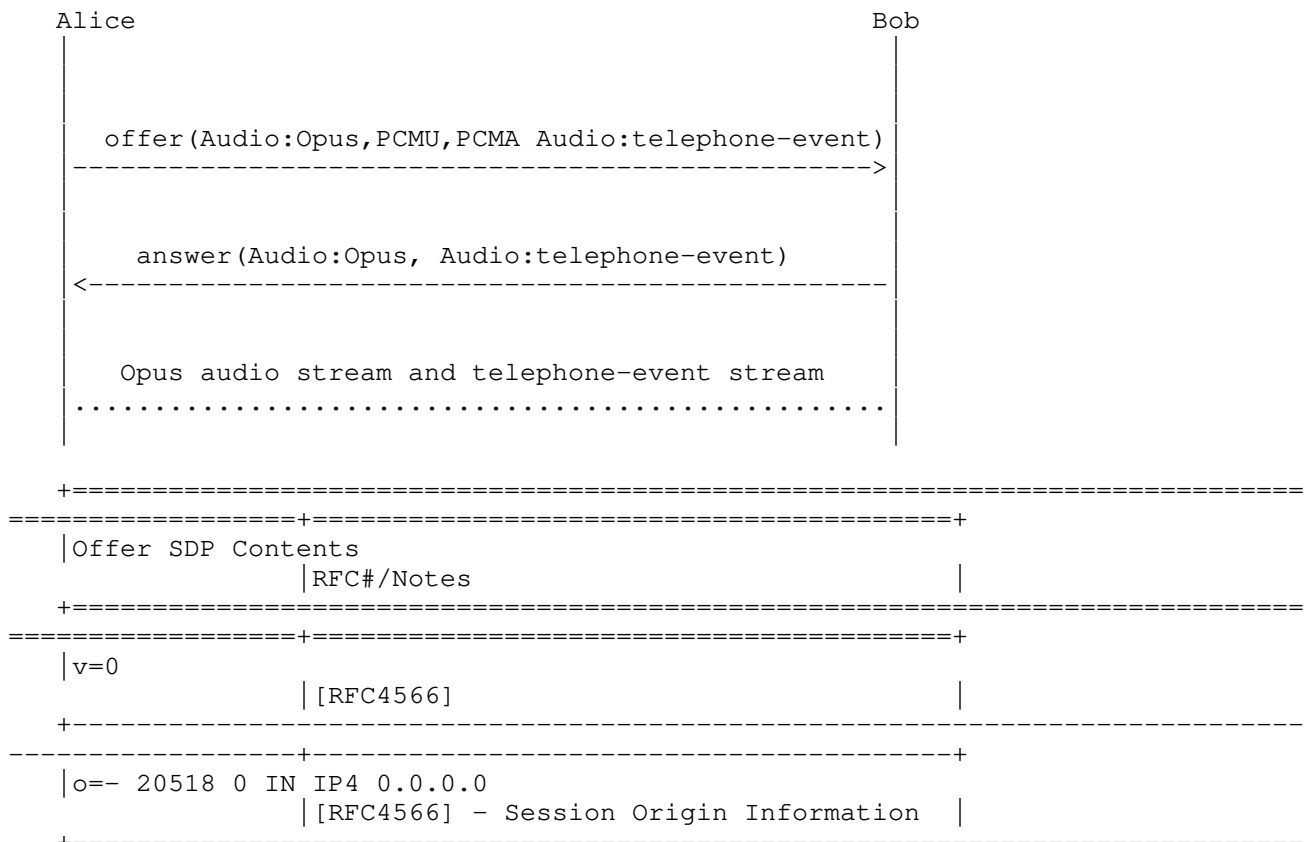 Alice Bob
offer(Audio:Opus,PCMU,PCMA Audio:telephone-event)
|-------------------------------------------------->|
answer(Audio:Opus, Audio:telephone-event)
|<--------------------------------------------------|
Opus audio stream and telephone-event stream
|...................................................|
+=============================================================================
==================+========================================+
|Offer SDP Contents
|RFC#/Notes |
+=============================================================================
==================+========================================+
|v=0
|[RFC4566] |
+-----------------------------------------------------------------------------
------------------+----------------------------------------+
|o=- 20518 0 IN IP4 0.0.0.0
|[RFC4566] - Session Origin Information |
+-----------------------------------------------------------------------------